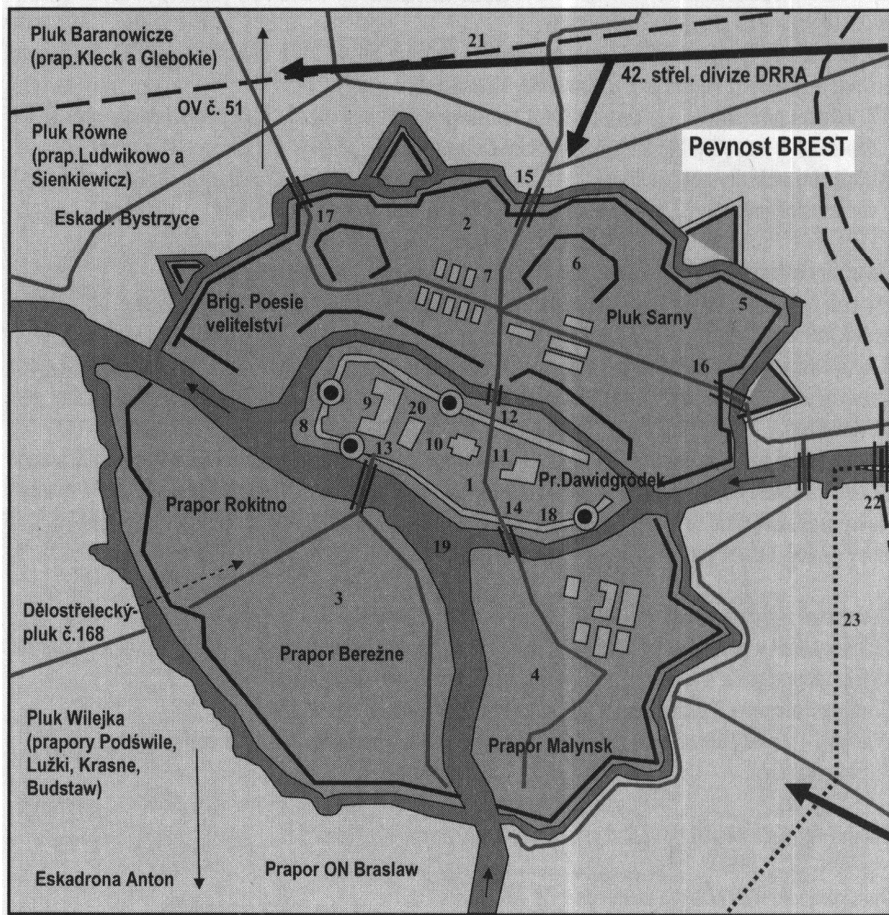 Pluk Baranowicze
(prap.Kleck a Glebokie)
21
42. střel. divize DRRA
OV č. 51
Pluk Równe
(prap.Ludwikowo a
Sienkiewicz)
Pevnost BREST
Eskadr. Bystrzyce
15
17
2
7
6
Brig. Poesie
velitelství
Pluk Sarny
5
16
8
9
20
12
10
13
11
1
14
18
Pr.Dawidgródek
22
Prapor Rokitno
19
3
Dělostřelecký-
pluk č.168
23
Prapor Berežne
4
Pluk Wilejka
(prapory Podświle,
Lužki, Krasne,
Budstaw)
Prapor Malynsk
Eskadrona Anton
Prapor ON Braslaw